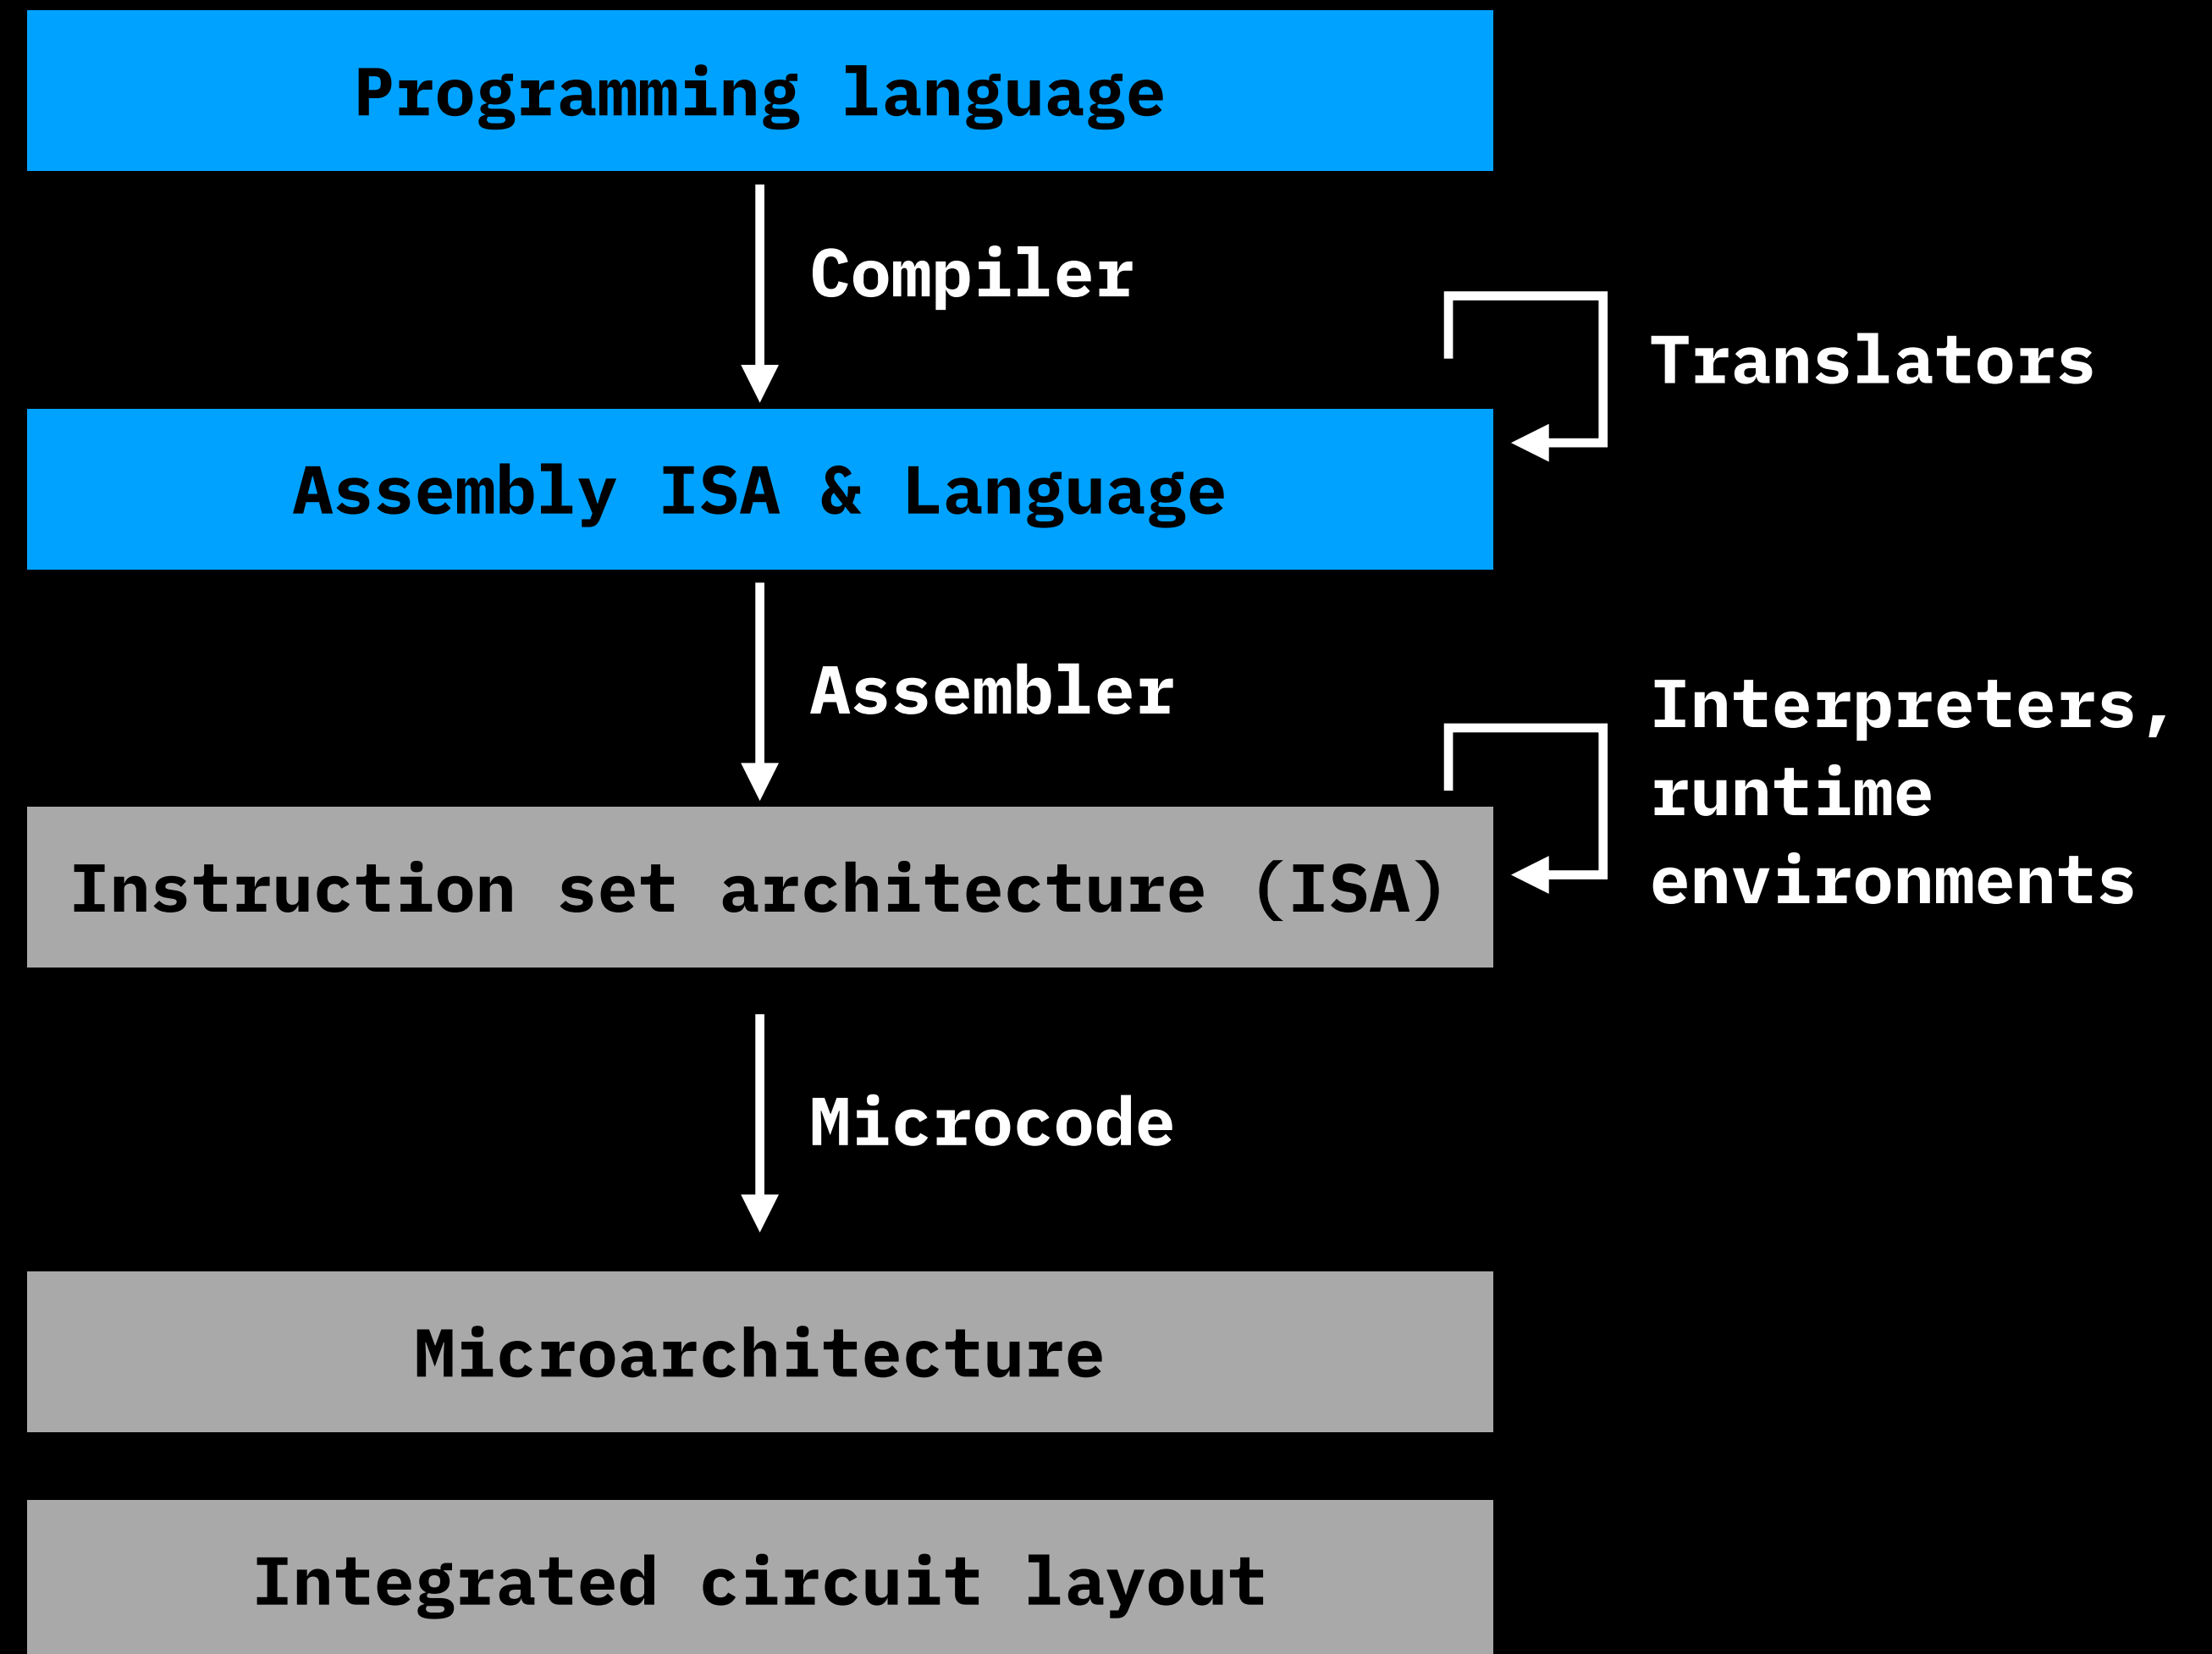 Programming language
Compiler
Translators
Assembly ISA & Language
Assembler
Interpreters,
runtime
environments
Instruction set architecture (ISA)
Microcode
Microarchitecture
Integrated circuit layout